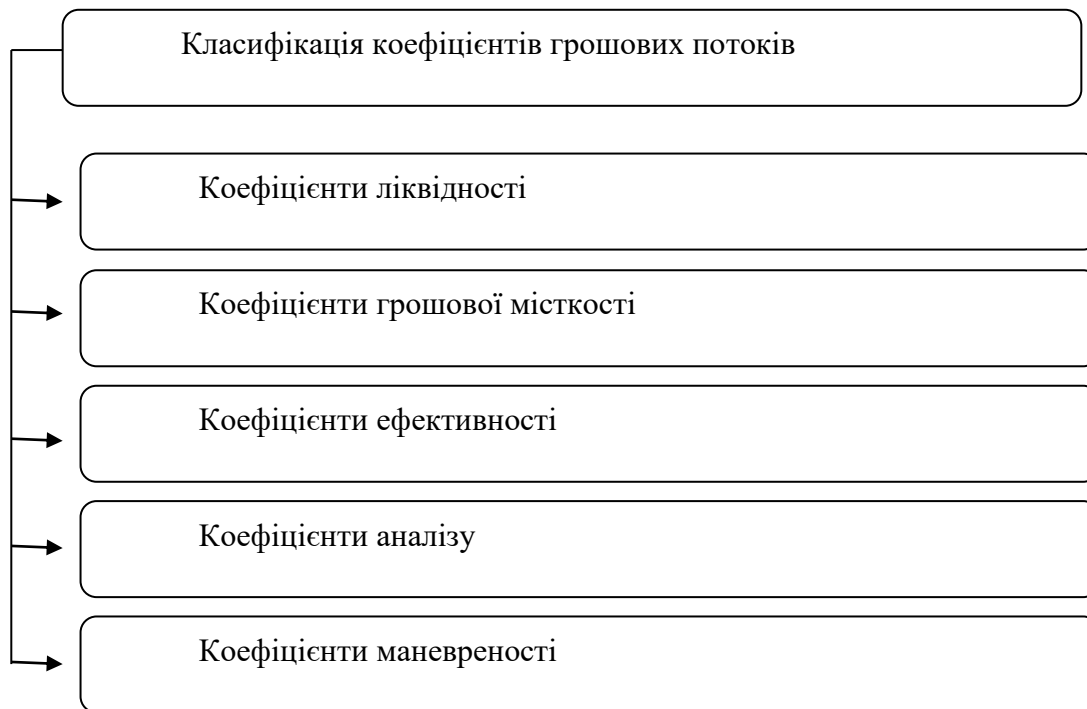 Класифікація коефіцієнтів грошових потоків
Коефіцієнти ліквідності
Коефіцієнти грошової місткості
Коефіцієнти ефективності
Коефіцієнти аналізу
Коефіцієнти маневреності